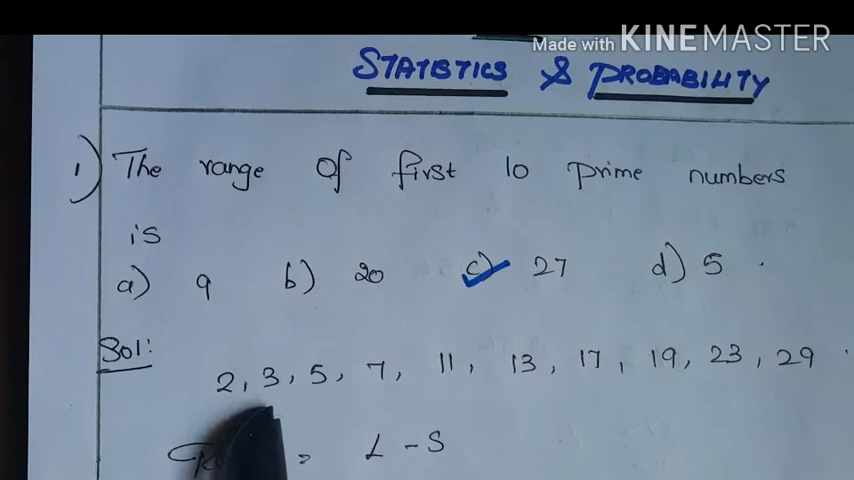 Made with KINEMASTER
STATISTICS & PROBABILITY
1) The range of first 10 prime numbers
is
a) 9 b) 20 c) 27 d) 5 .
Sol:
2, 3, 5, 7, 11, 13, 17, 19, 23, 29 .
= L - S